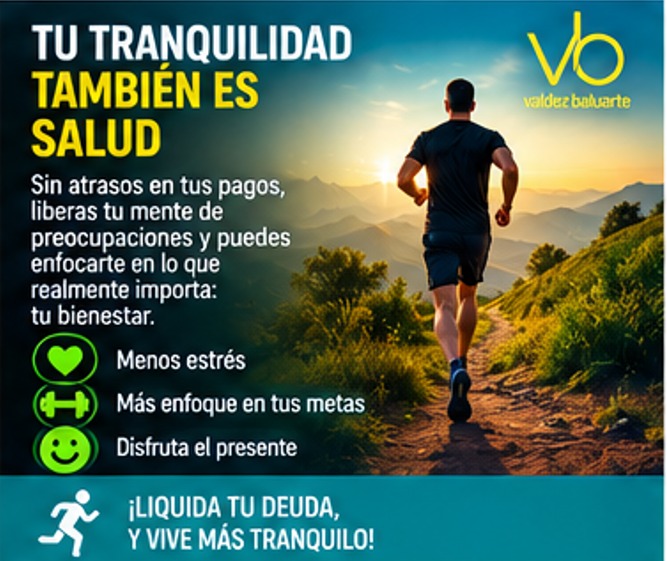 TU TRANQUILIDAD
TAMBIÉN ES
SALUD
vb
valdez baluarte
Sin atrasos en tus pagos,
liberas tu mente de
preocupaciones y puedes
enfocarte en lo que
realmente importa:
tu bienestar.
Menos estrés
Más enfoque en tus metas
Disfruta el presente
¡LIQUIDA TU DEUDA,
Y VIVE MÁS TRANQUILO!